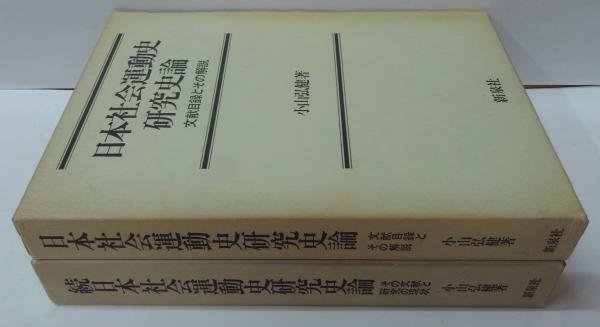 日本社会運動史
研究史論
文献目録とその解説
小山弘健著
新泉社
日本社会運動史研究史論
文献目録と
その解説
小山弘健著
新泉社
続日本社会運動史研究史論
その文献と
研究の現状
小山弘健著
新泉社